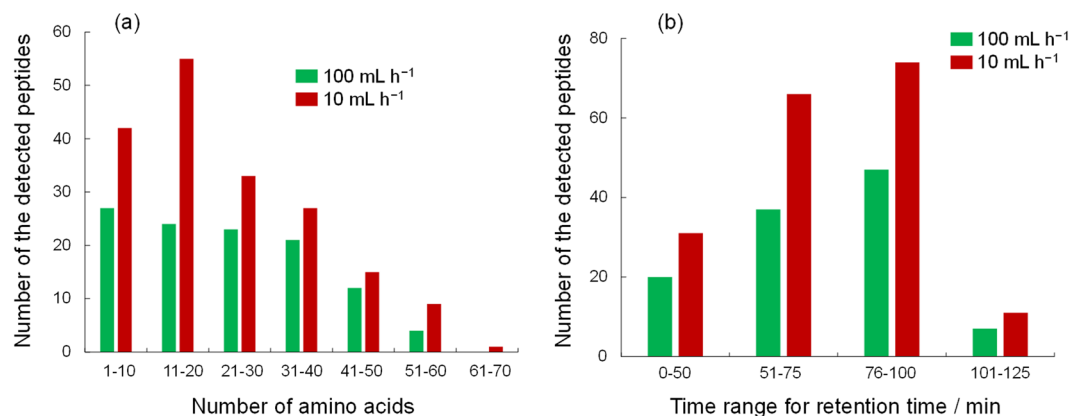 (a)
Number of the detected peptides
60
50
40
30
20
10
0
100 mL h⁻¹
10 mL h⁻¹
1-10 11-20 21-30 31-40 41-50 51-60 61-70
Number of amino acids
(b)
Number of the detected peptides
80
60
40
20
0
100 mL h⁻¹
10 mL h⁻¹
0-50 51-75 76-100 101-125
Time range for retention time / min